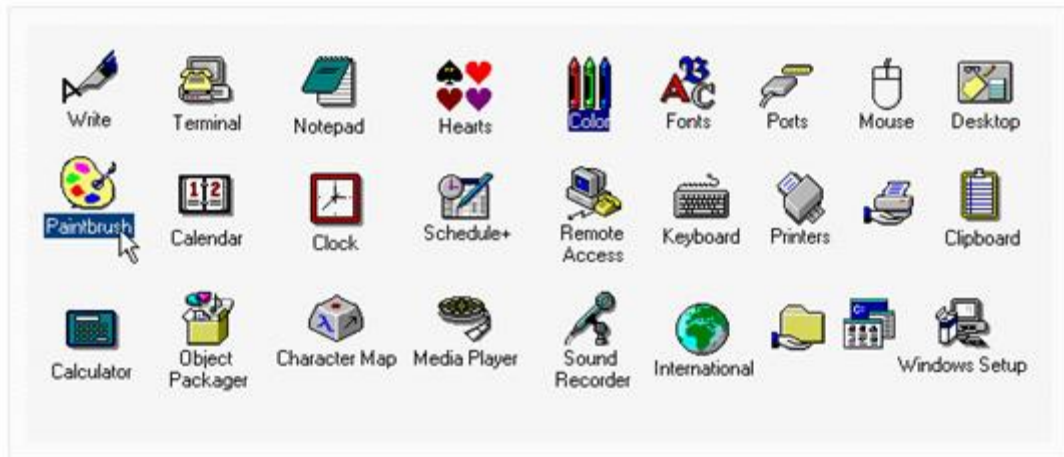 Write
Terminal
Notepad
Hearts
Color
Fonts
Ports
Mouse
Desktop
Paintbrush
Calendar
Clock
Schedule+
Remote
Access
Keyboard
Printers
Clipboard
Calculator
Object
Packager
Character Map
Media Player
Sound
Recorder
International
Windows Setup